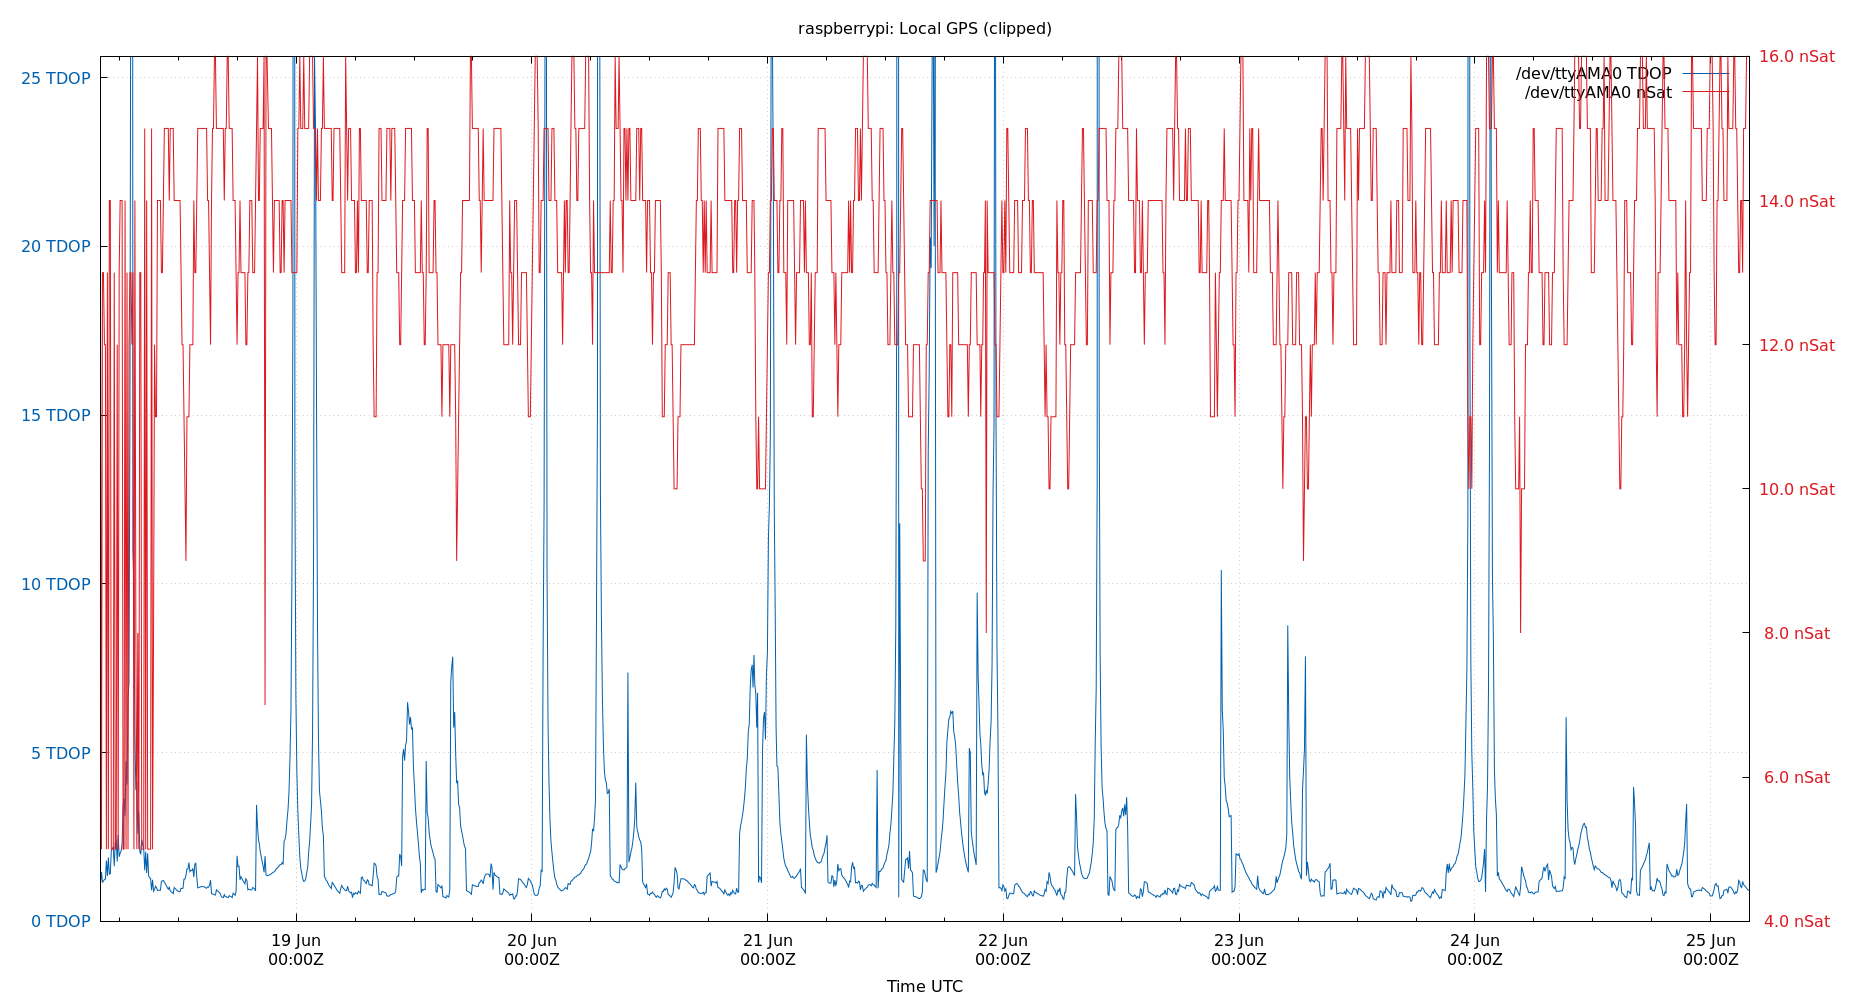 raspberrypi: Local GPS (clipped)
25 TDOP
20 TDOP
15 TDOP
10 TDOP
5 TDOP
0 TDOP
16.0 nSat
14.0 nSat
12.0 nSat
10.0 nSat
8.0 nSat
6.0 nSat
4.0 nSat
/dev/ttyAMA0 TDOP
/dev/ttyAMA0 nSat
19 Jun
00:00Z
20 Jun
00:00Z
21 Jun
00:00Z
22 Jun
00:00Z
23 Jun
00:00Z
24 Jun
00:00Z
25 Jun
00:00Z
Time UTC